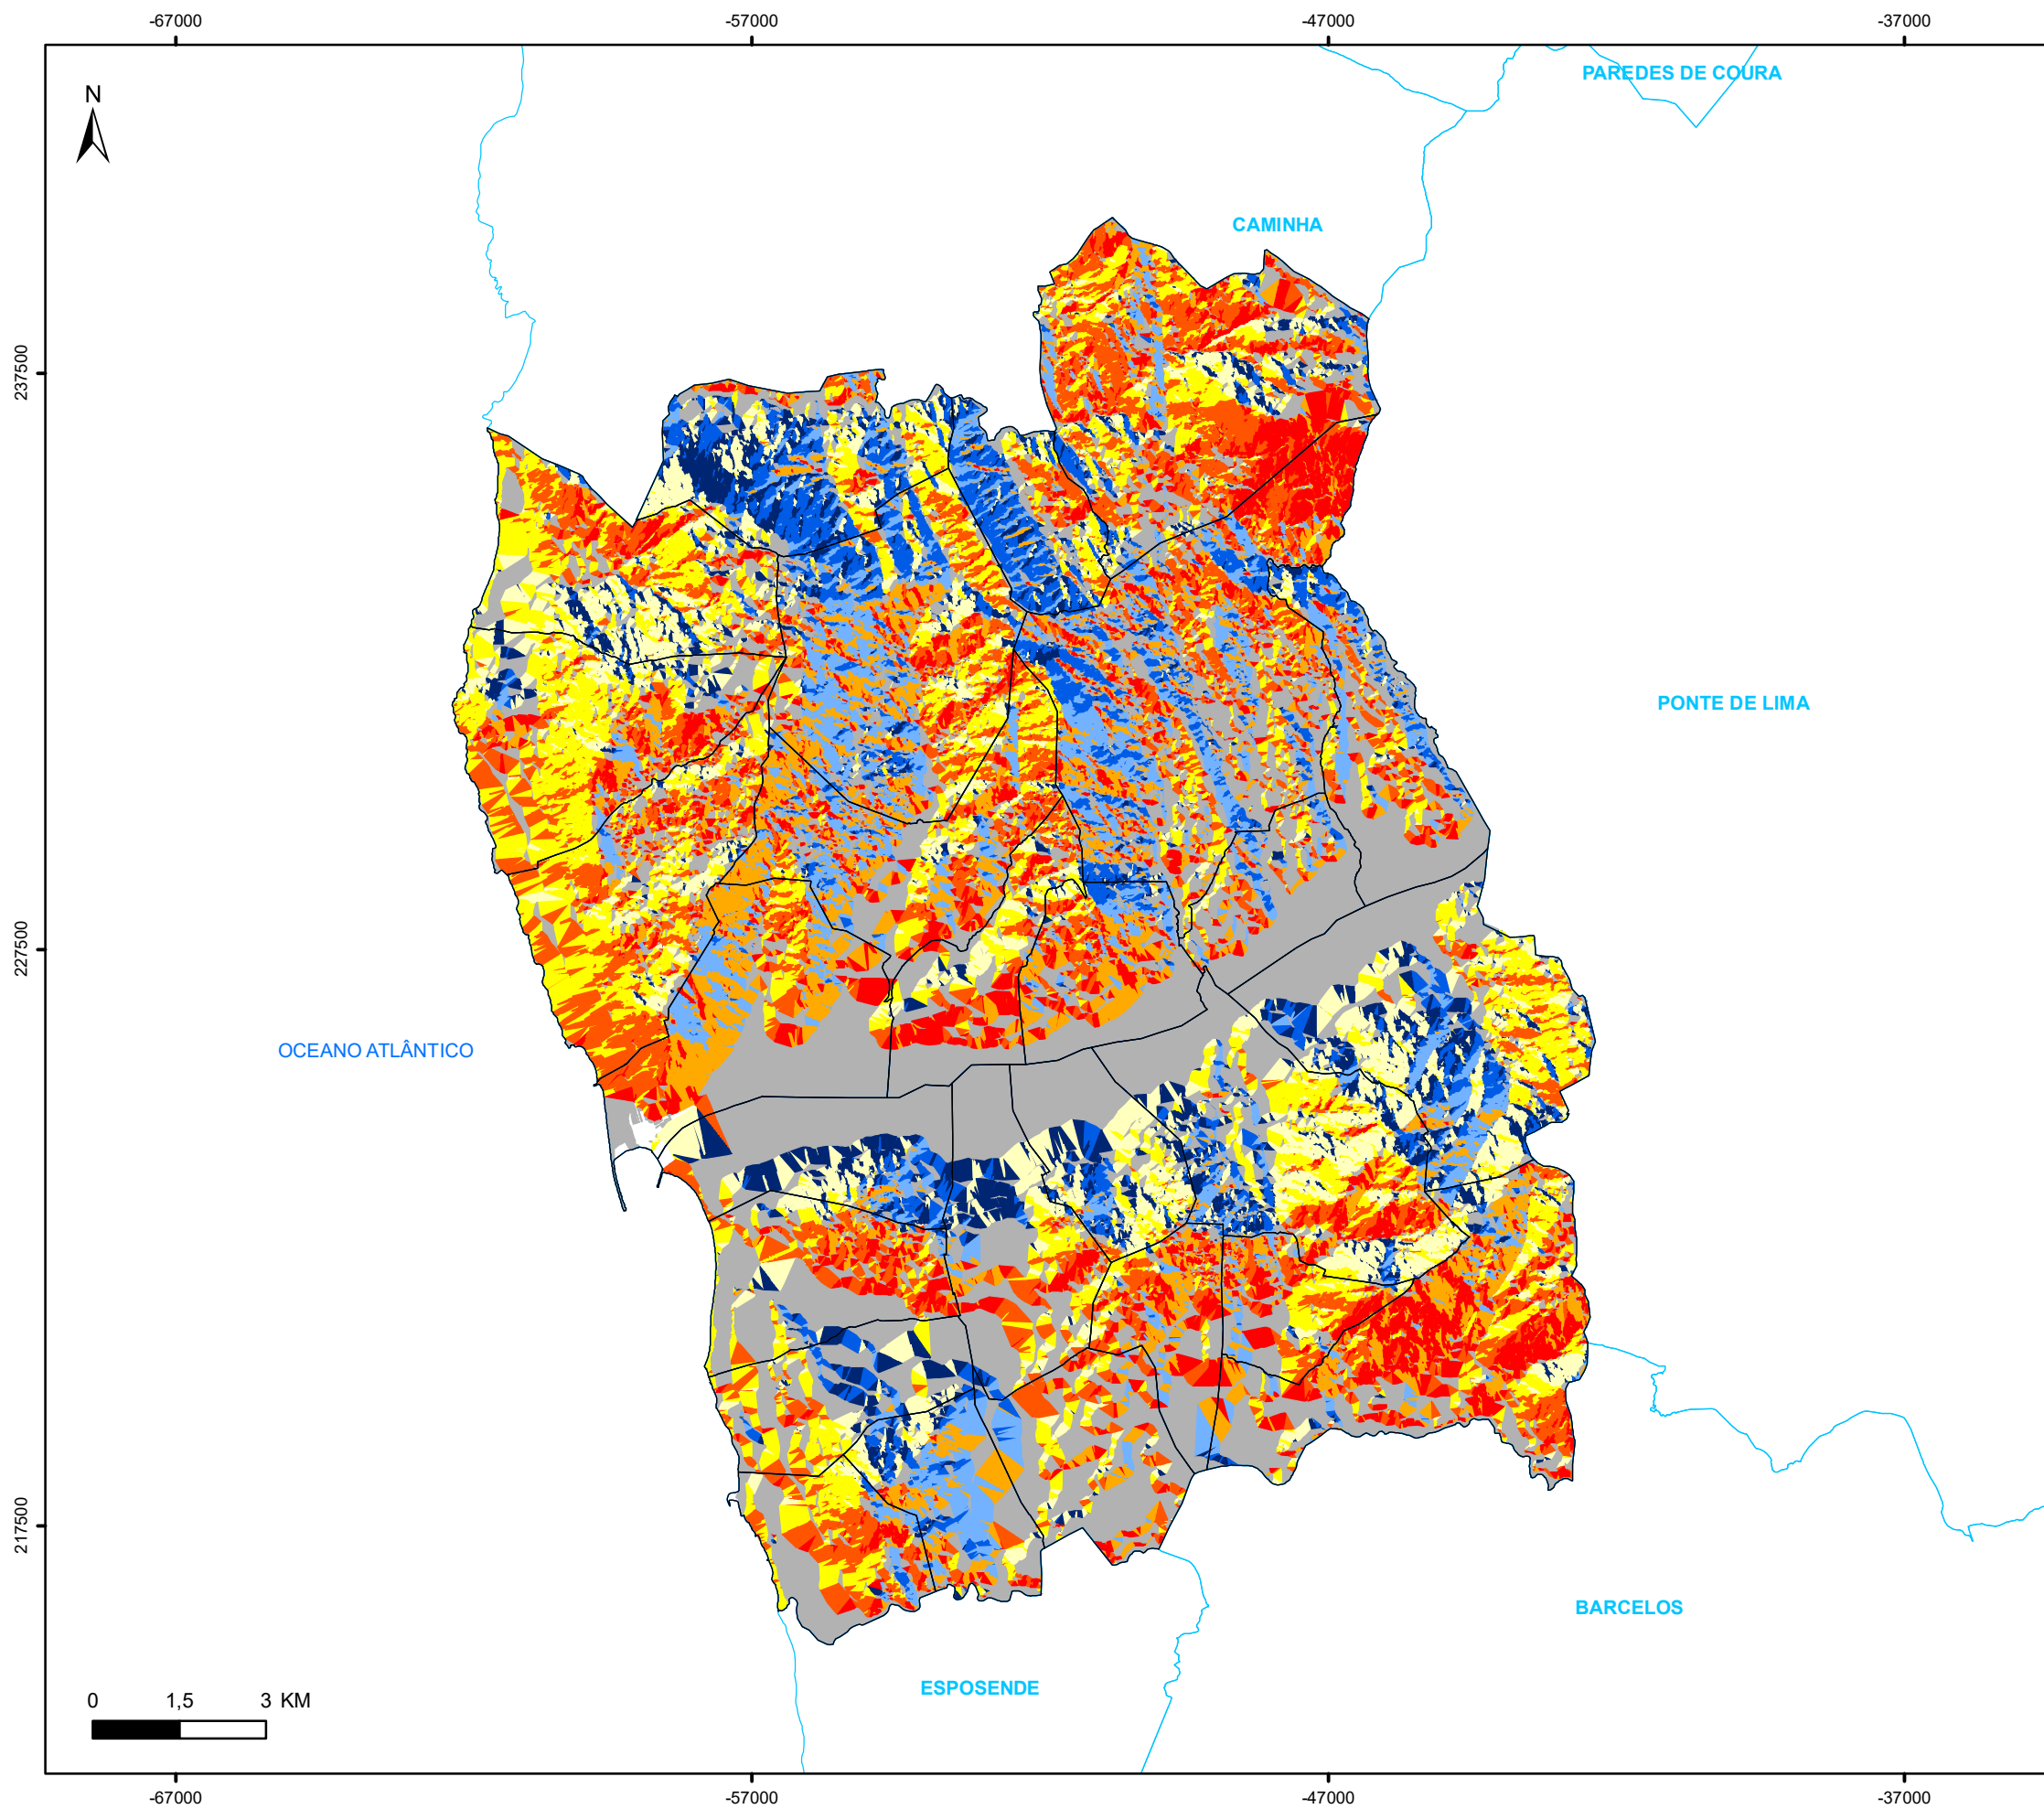 -67000 -57000 -47000 -37000
PAREDES DE COURA
N
CAMINHA
237500
PONTE DE LIMA
227500
OCEANO ATLÂNTICO
217500
BARCELOS
ESPOSENDE
0 1,5 3 KM
-67000 -57000 -47000 -37000